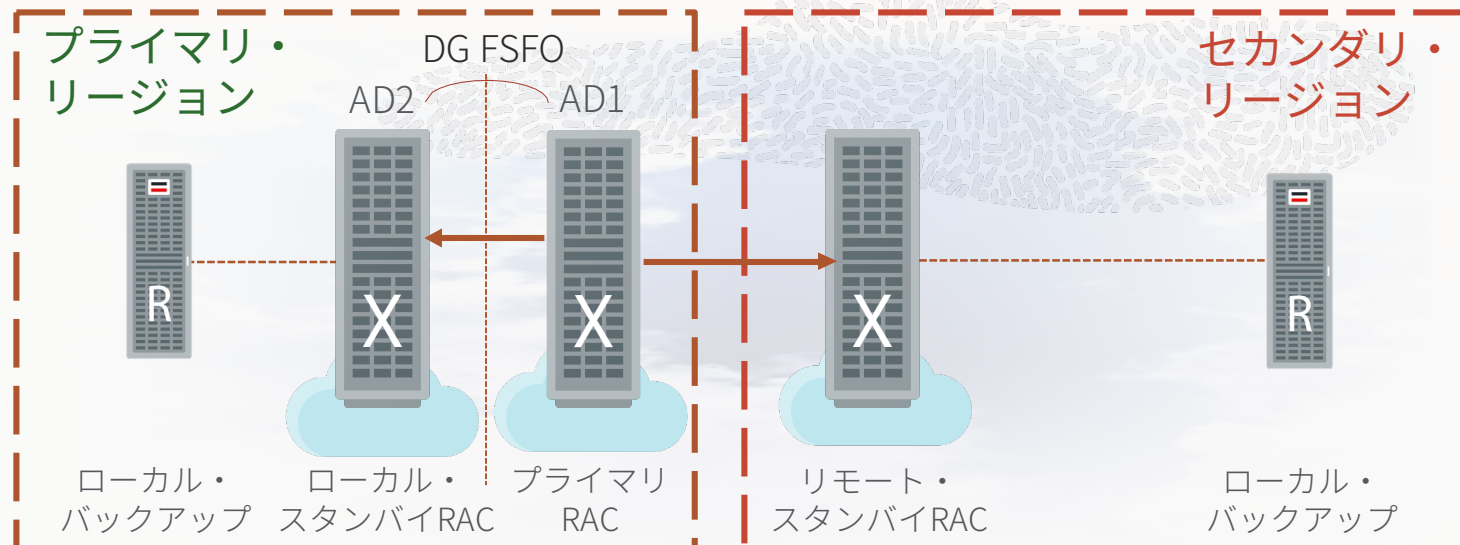 プライマリ・
リージョン
DG FSFO
AD2
AD1
セカンダリ・
リージョン
R
X
X
X
R
ローカル・
バックアップ
ローカル・
スタンバイRAC
プライマリ
RAC
リモート・
スタンバイRAC
ローカル・
バックアップ